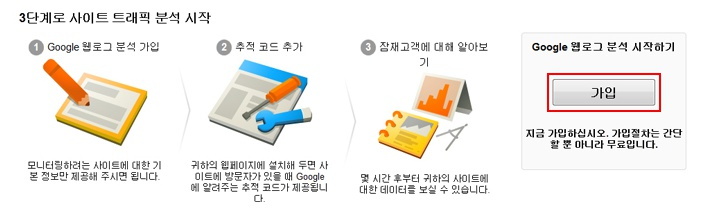 3단계로 사이트 트래픽 분석 시작
1 Google 웹로그 분석 가입
모니터링하려는 사이트에 대한 기
본 정보만 제공해 주시면 됩니다.
2 추적 코드 추가
귀하의 웹페이지에 설치해 두면 사
이트에 방문자가 있을 때 Google
에 알려주는 추적 코드가 제공됩니
다.
3 잠재고객에 대해 알아보
기
몇 시간 후부터 귀하의 사이트에
대한 데이터를 보실 수 있습니다.
Google 웹로그 분석 시작하기
가입
지금 가입하십시오. 가입절차는 간단
할 뿐 아니라 무료입니다.